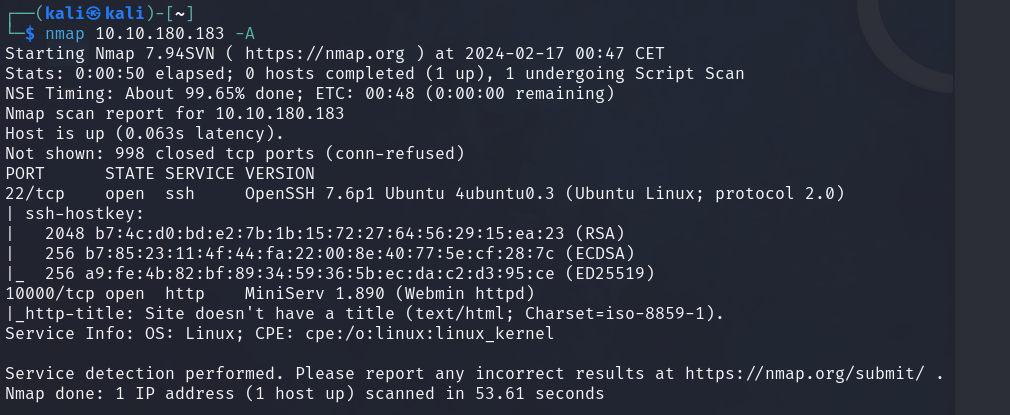 ┌──(kali㉿kali)-[~]
└─$ nmap 10.10.180.183 -A
Starting Nmap 7.94SVN ( https://nmap.org ) at 2024-02-17 00:47 CET
Stats: 0:00:50 elapsed; 0 hosts completed (1 up), 1 undergoing Script Scan
NSE Timing: About 99.65% done; ETC: 00:48 (0:00:00 remaining)
Nmap scan report for 10.10.180.183
Host is up (0.063s latency).
Not shown: 998 closed tcp ports (conn-refused)
PORT      STATE SERVICE VERSION
22/tcp    open  ssh     OpenSSH 7.6p1 Ubuntu 4ubuntu0.3 (Ubuntu Linux; protocol 2.0)
| ssh-hostkey:
|   2048 b7:4c:d0:bd:e2:7b:1b:15:72:27:64:56:29:15:ea:23 (RSA)
|   256 b7:85:23:11:4f:44:fa:22:00:8e:40:77:5e:cf:28:7c (ECDSA)
|_  256 a9:fe:4b:82:bf:89:34:59:36:5b:ec:da:c2:d3:95:ce (ED25519)
10000/tcp open  http    MiniServ 1.890 (Webmin httpd)
|_http-title: Site doesn't have a title (text/html; Charset=iso-8859-1).
Service Info: OS: Linux; CPE: cpe:/o:linux:linux_kernel

Service detection performed. Please report any incorrect results at https://nmap.org/submit/ .
Nmap done: 1 IP address (1 host up) scanned in 53.61 seconds